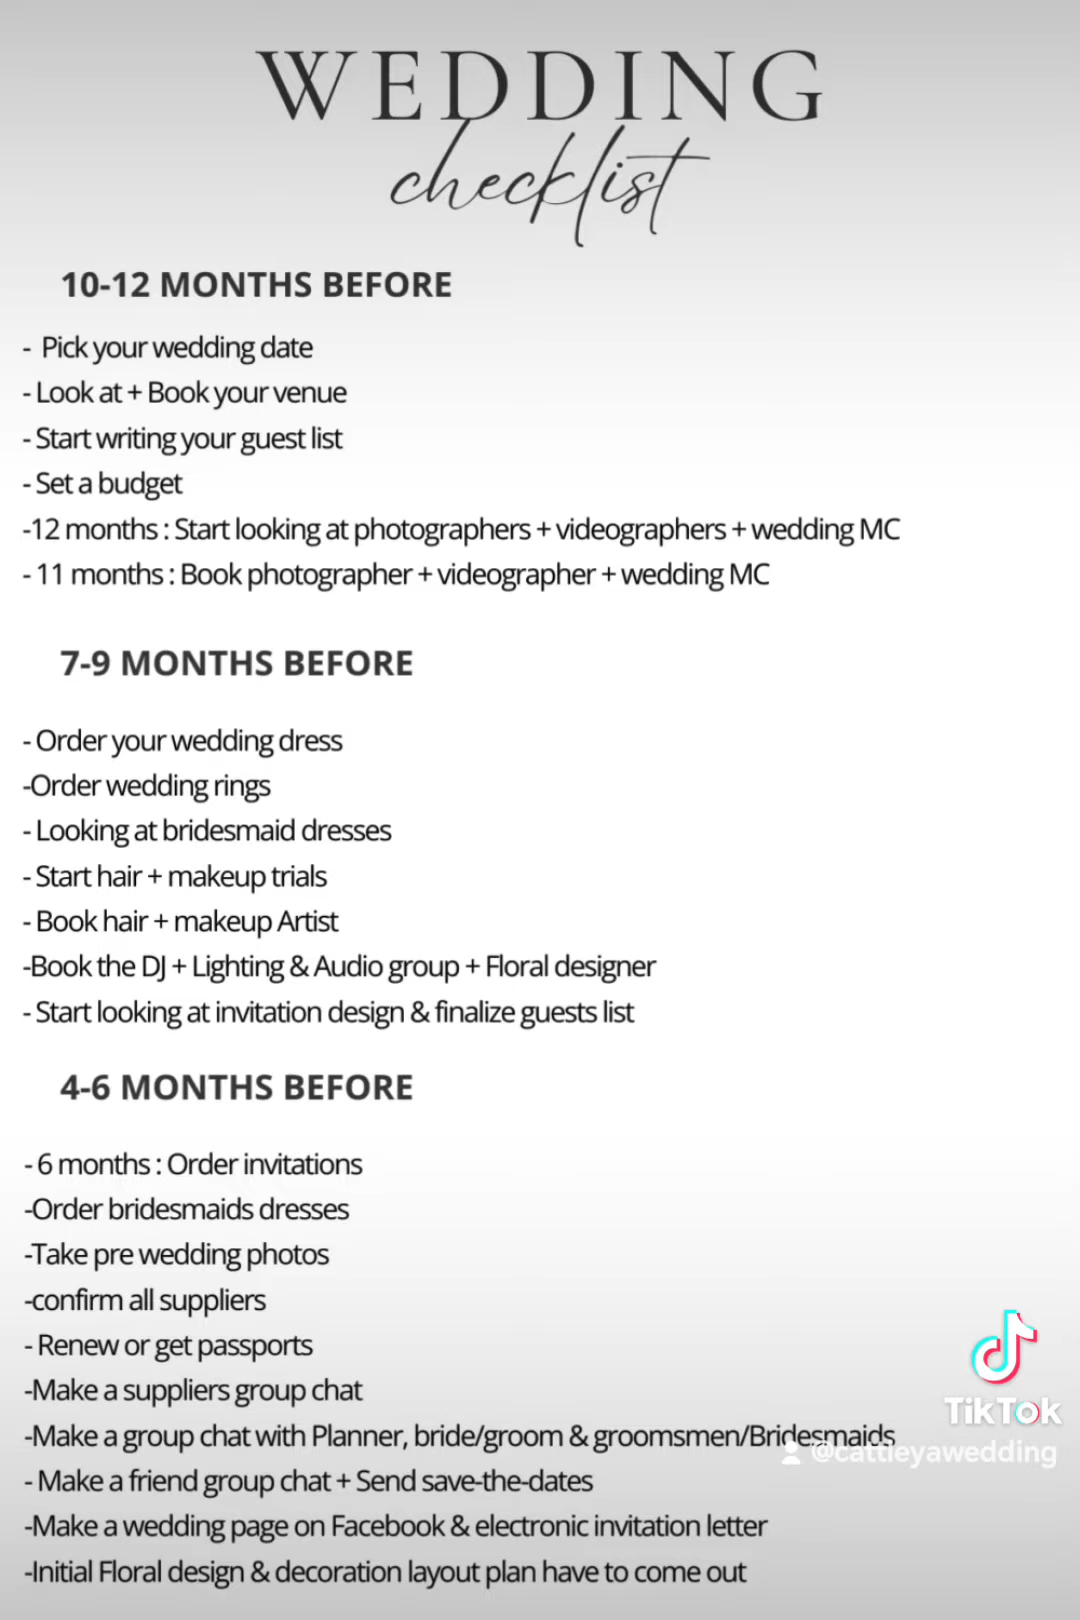 WEDDING
checklist
10-12 MONTHS BEFORE
- Pick your wedding date
- Look at + Book your venue
- Start writing your guest list
- Set a budget
-12 months : Start looking at photographers + videographers + wedding MC
- 11 months : Book photographer + videographer + wedding MC
7-9 MONTHS BEFORE
- Order your wedding dress
-Order wedding rings
- Looking at bridesmaid dresses
- Start hair + makeup trials
- Book hair + makeup Artist
-Book the DJ + Lighting & Audio group + Floral designer
- Start looking at invitation design & finalize guests list
4-6 MONTHS BEFORE
- 6 months : Order invitations
-Order bridesmaids dresses
-Take pre wedding photos
-confirm all suppliers
- Renew or get passports
-Make a suppliers group chat
-Make a group chat with Planner, bride/groom & groomsmen/Bridesmaids
- Make a friend group chat + Send save-the-dates
-Make a wedding page on Facebook & electronic invitation letter
-Initial Floral design & decoration layout plan have to come out
TikTok
@cattleyawedding